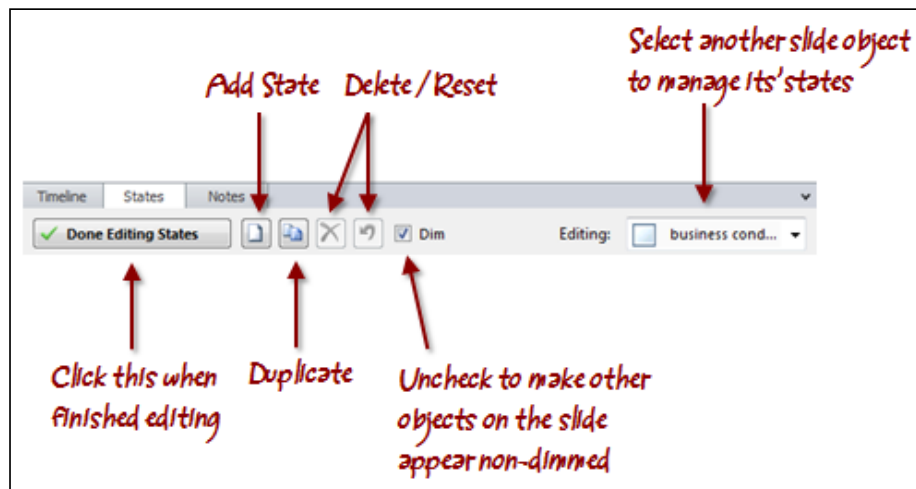 Select another slide object
to manage its' states
Add State
Delete / Reset
Timeline
States
Notes
Done Editing States
Dim
Editing:
business cond...
Click this when
finished editing
Duplicate
Uncheck to make other
objects on the slide
appear non-dimmed